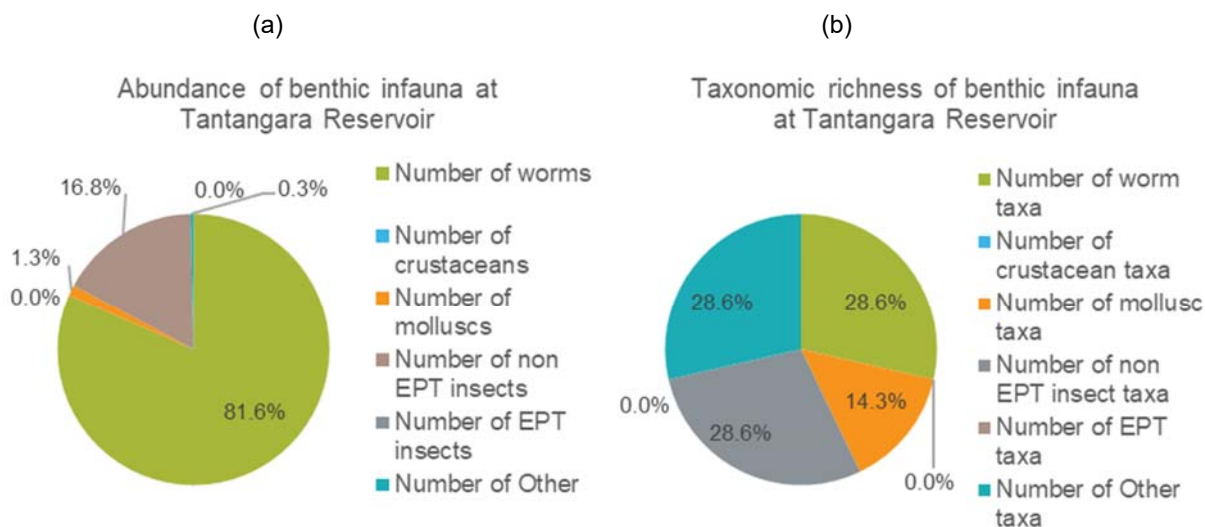 (a)
Abundance of benthic infauna at
Tantangara Reservoir
16.8%
0.0%
0.3%
1.3%
0.0%
81.6%
Number of worms
Number of
crustaceans
Number of
molluscs
Number of non
EPT insects
Number of EPT
insects
Number of Other
(b)
Taxonomic richness of benthic infauna
at Tantangara Reservoir
28.6%
28.6%
0.0%
28.6%
14.3%
0.0%
Number of worm
taxa
Number of
crustacean taxa
Number of mollusc
taxa
Number of non
EPT insect taxa
Number of EPT
taxa
Number of Other
taxa